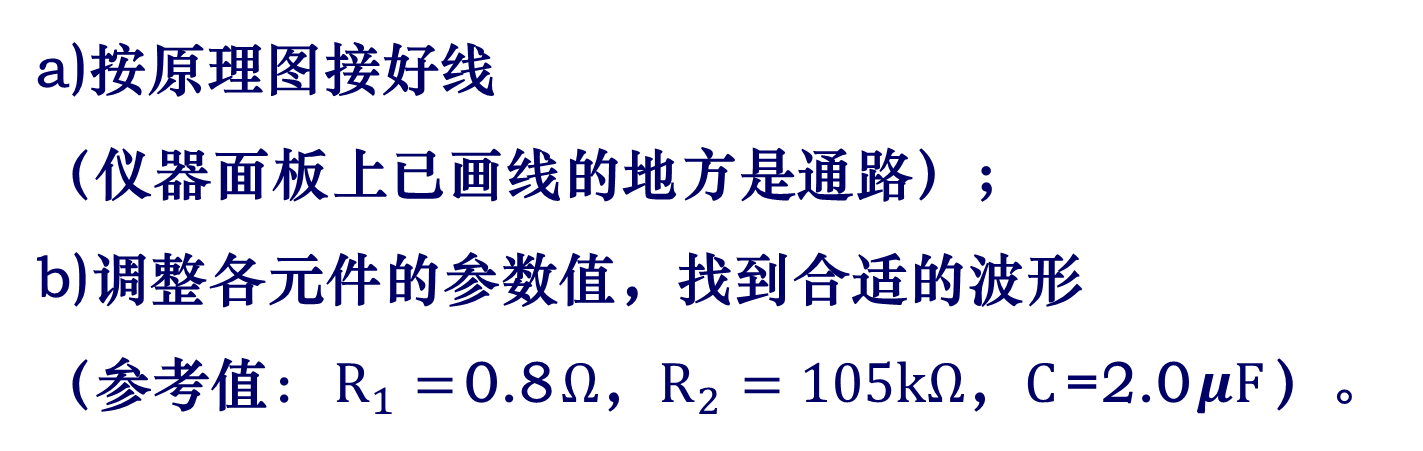 a)按原理图接好线
（仪器面板上已画线的地方是通路）；
b)调整各元件的参数值，找到合适的波形
（参考值：R₁ =0.8Ω，R₂ = 105kΩ，C=2.0μF）。